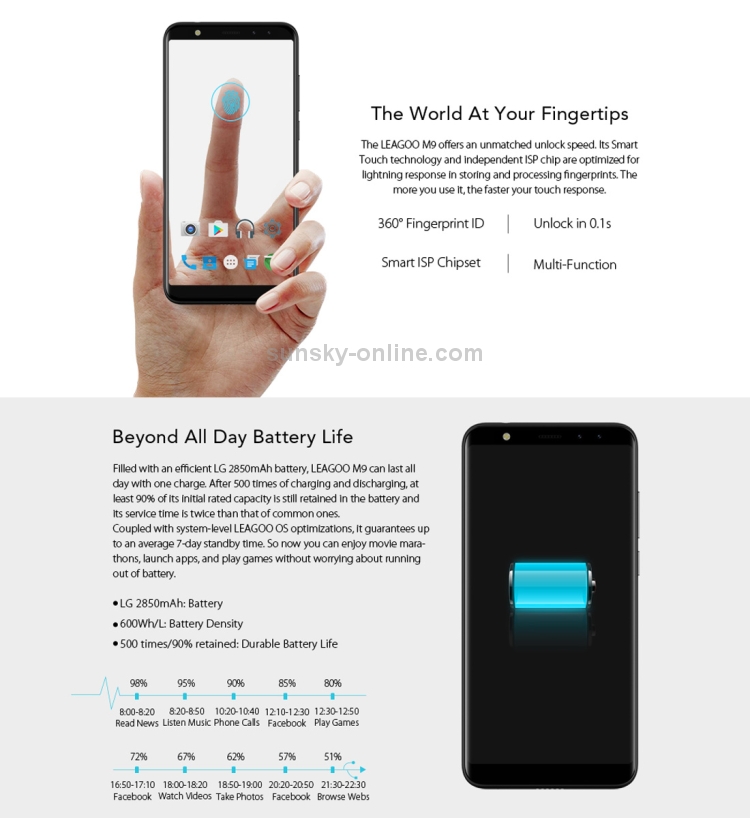 The World At Your Fingertips
The LEAGOO M9 offers an unmatched unlock speed. Its Smart
Touch technology and independent ISP chip are optimized for
lightning response in storing and processing fingerprints. The
more you use it, the faster your touch response.
360° Fingerprint ID
Unlock in 0.1s
Smart ISP Chipset
Multi-Function
sunsky-online.com
Beyond All Day Battery Life
Filled with an efficient LG 2850mAh battery, LEAGOO M9 can last all
day with one charge. After 500 times of charging and discharging, at
least 90% of its initial rated capacity is still retained in the battery and
its service time is twice than that of common ones.
Coupled with system-level LEAGOO OS optimizations, it guarantees up
to an average 7-day standby time. So now you can enjoy movie mara-
thons, launch apps, and play games without worrying about running
out of battery.
•LG 2850mAh: Battery
•600Wh/L: Battery Density
•500 times/90% retained: Durable Battery Life
98% 95% 90% 85% 80%
8:00-8:20 8:20-8:50 10:20-10:40 12:10-12:30 12:30-12:50
Read News Listen Music Phone Calls Facebook Play Games
72% 67% 62% 57% 51%
16:50-17:10 18:00-18:20 18:50-19:00 20:20-20:50 21:30-22:30
Facebook Watch Videos Take Photos Facebook Browse Webs